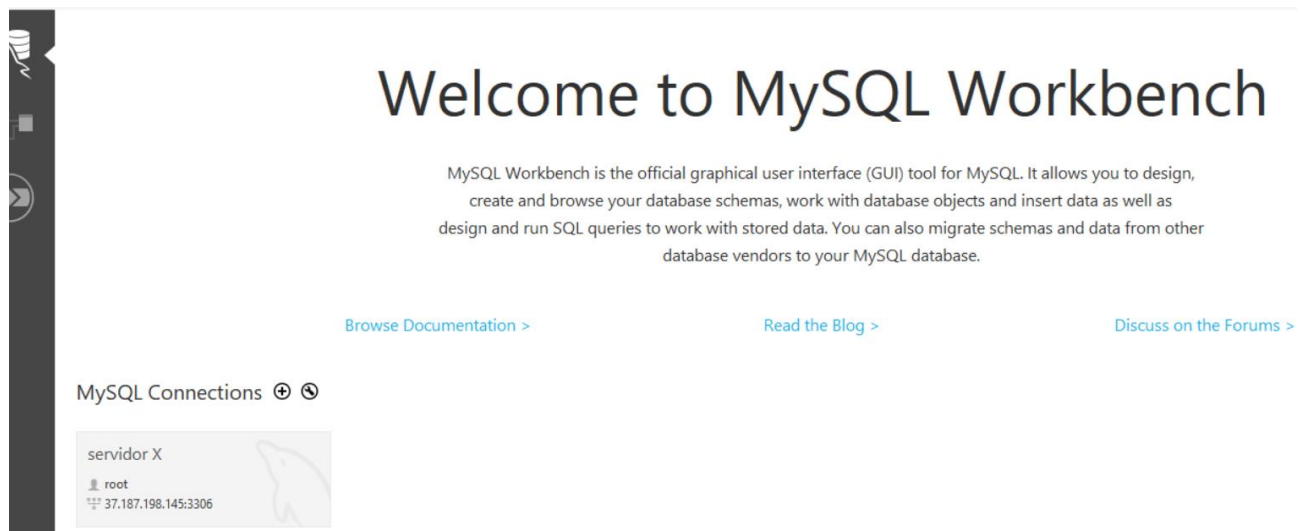 Welcome to MySQL Workbench
MySQL Workbench is the official graphical user interface (GUI) tool for MySQL. It allows you to design,
create and browse your database schemas, work with database objects and insert data as well as
design and run SQL queries to work with stored data. You can also migrate schemas and data from other
database vendors to your MySQL database.
Browse Documentation >
Read the Blog >
Discuss on the Forums >
MySQL Connections
servidor X
root
37.187.198.145:3306